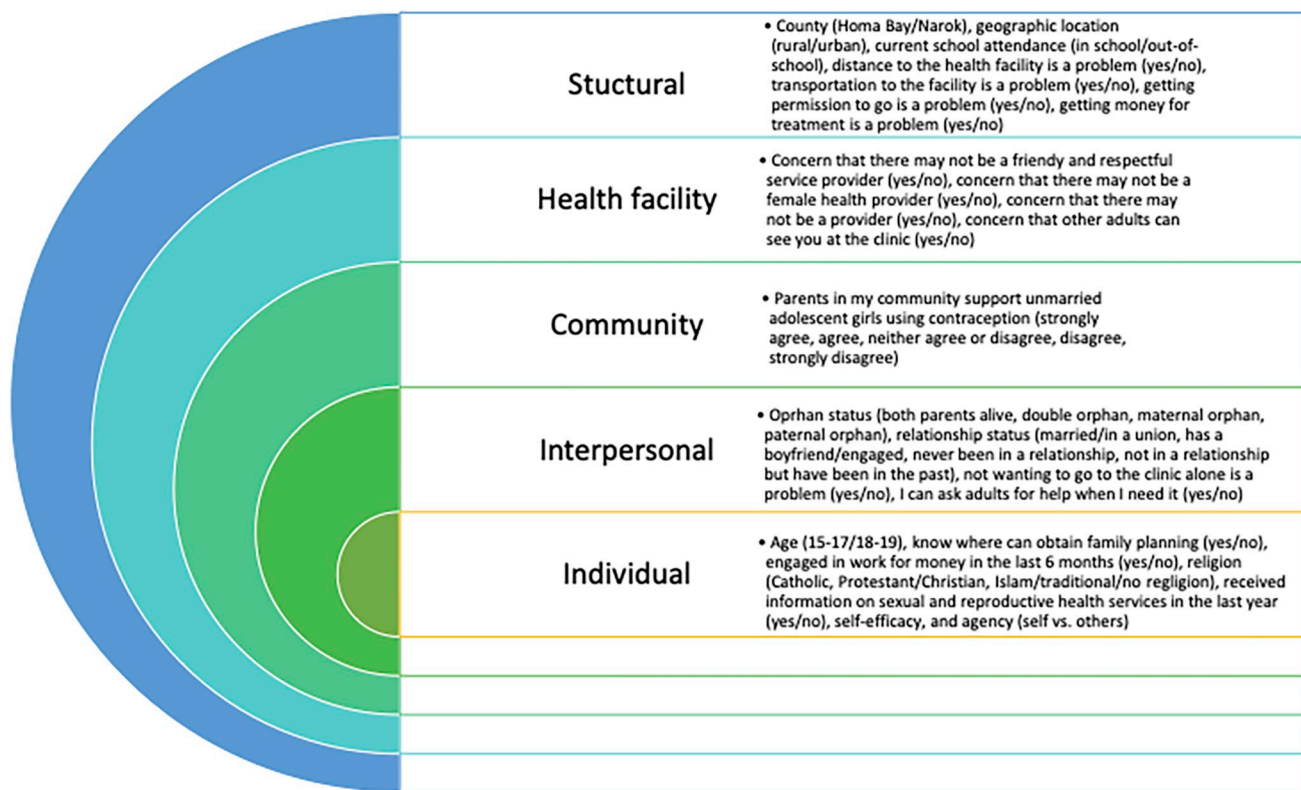 Stuctural
• County (Homa Bay/Narok), geographic location
(rural/urban), current school attendance (in school/out-of-
school), distance to the health facility is a problem (yes/no),
transportation to the facility is a problem (yes/no), getting
permission to go is a problem (yes/no), getting money for
treatment is a problem (yes/no)
Health facility
• Concern that there may not be a friendly and respectful
service provider (yes/no), concern that there may not be a
female health provider (yes/no), concern that there may
not be a provider (yes/no), concern that other adults can
see you at the clinic (yes/no)
Community
• Parents in my community support unmarried
adolescent girls using contraception (strongly
agree, agree, neither agree or disagree, disagree,
strongly disagree)
Interpersonal
• Oprhan status (both parents alive, double orphan, maternal orphan,
paternal orphan), relationship status (married/in a union, has a
boyfriend/engaged, never been in a relationship, not in a relationship
but have been in the past), not wanting to go to the clinic alone is a
problem (yes/no), I can ask adults for help when I need it (yes/no)
Individual
• Age (15-17/18-19), know where can obtain family planning (yes/no),
engaged in work for money in the last 6 months (yes/no), religion
(Catholic, Protestant/Christian, Islam/traditional/no regligion), received
information on sexual and reproductive health services in the last year
(yes/no), self-efficacy, and agency (self vs. others)